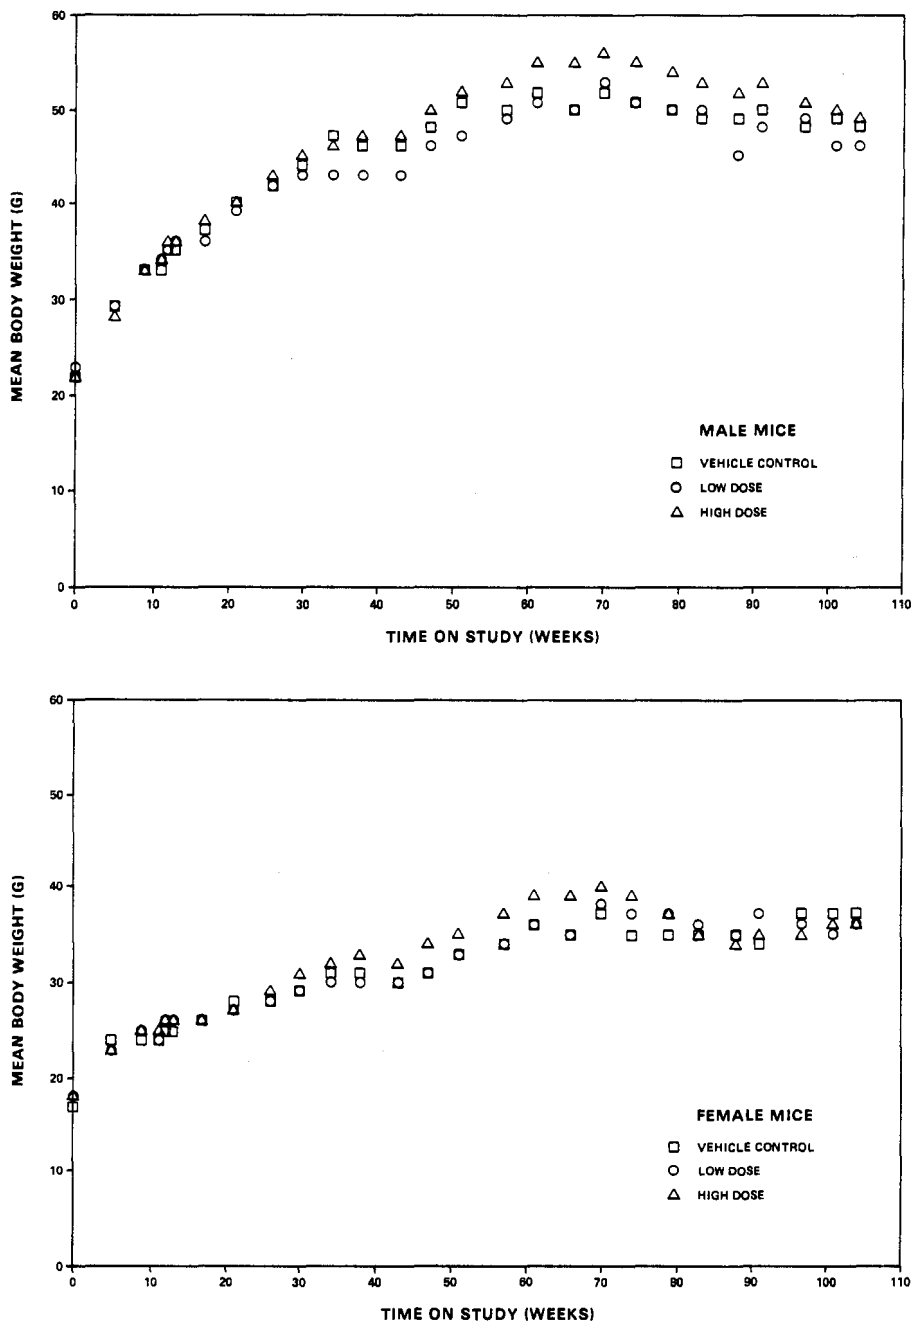 60
50
40
30
20
10
0
MEAN BODY WEIGHT (G)
MALE MICE
VEHICLE CONTROL
LOW DOSE
HIGH DOSE
0 10 20 30 40 50 60 70 80 90 100 110
TIME ON STUDY (WEEKS)
60
50
40
30
20
10
0
MEAN BODY WEIGHT (G)
FEMALE MICE
VEHICLE CONTROL
LOW DOSE
HIGH DOSE
0 10 20 30 40 50 60 70 80 90 100 110
TIME ON STUDY (WEEKS)